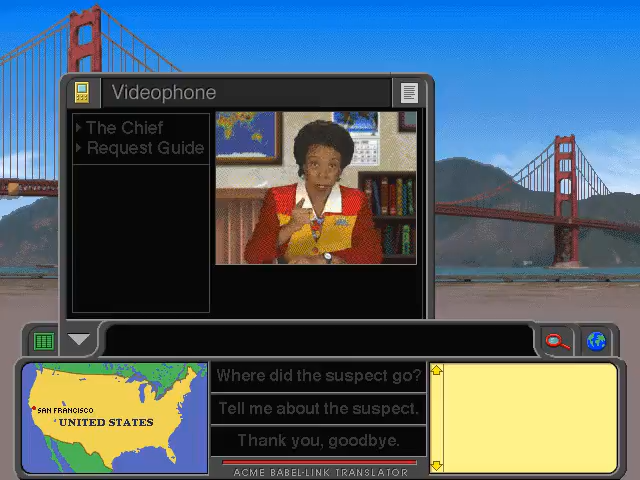 Videophone
The Chief
Request Guide
SAN FRANCISCO
UNITED STATES
Where did the suspect go?
Tell me about the suspect.
Thank you, goodbye.
ACME BABEL-LINK TRANSLATOR